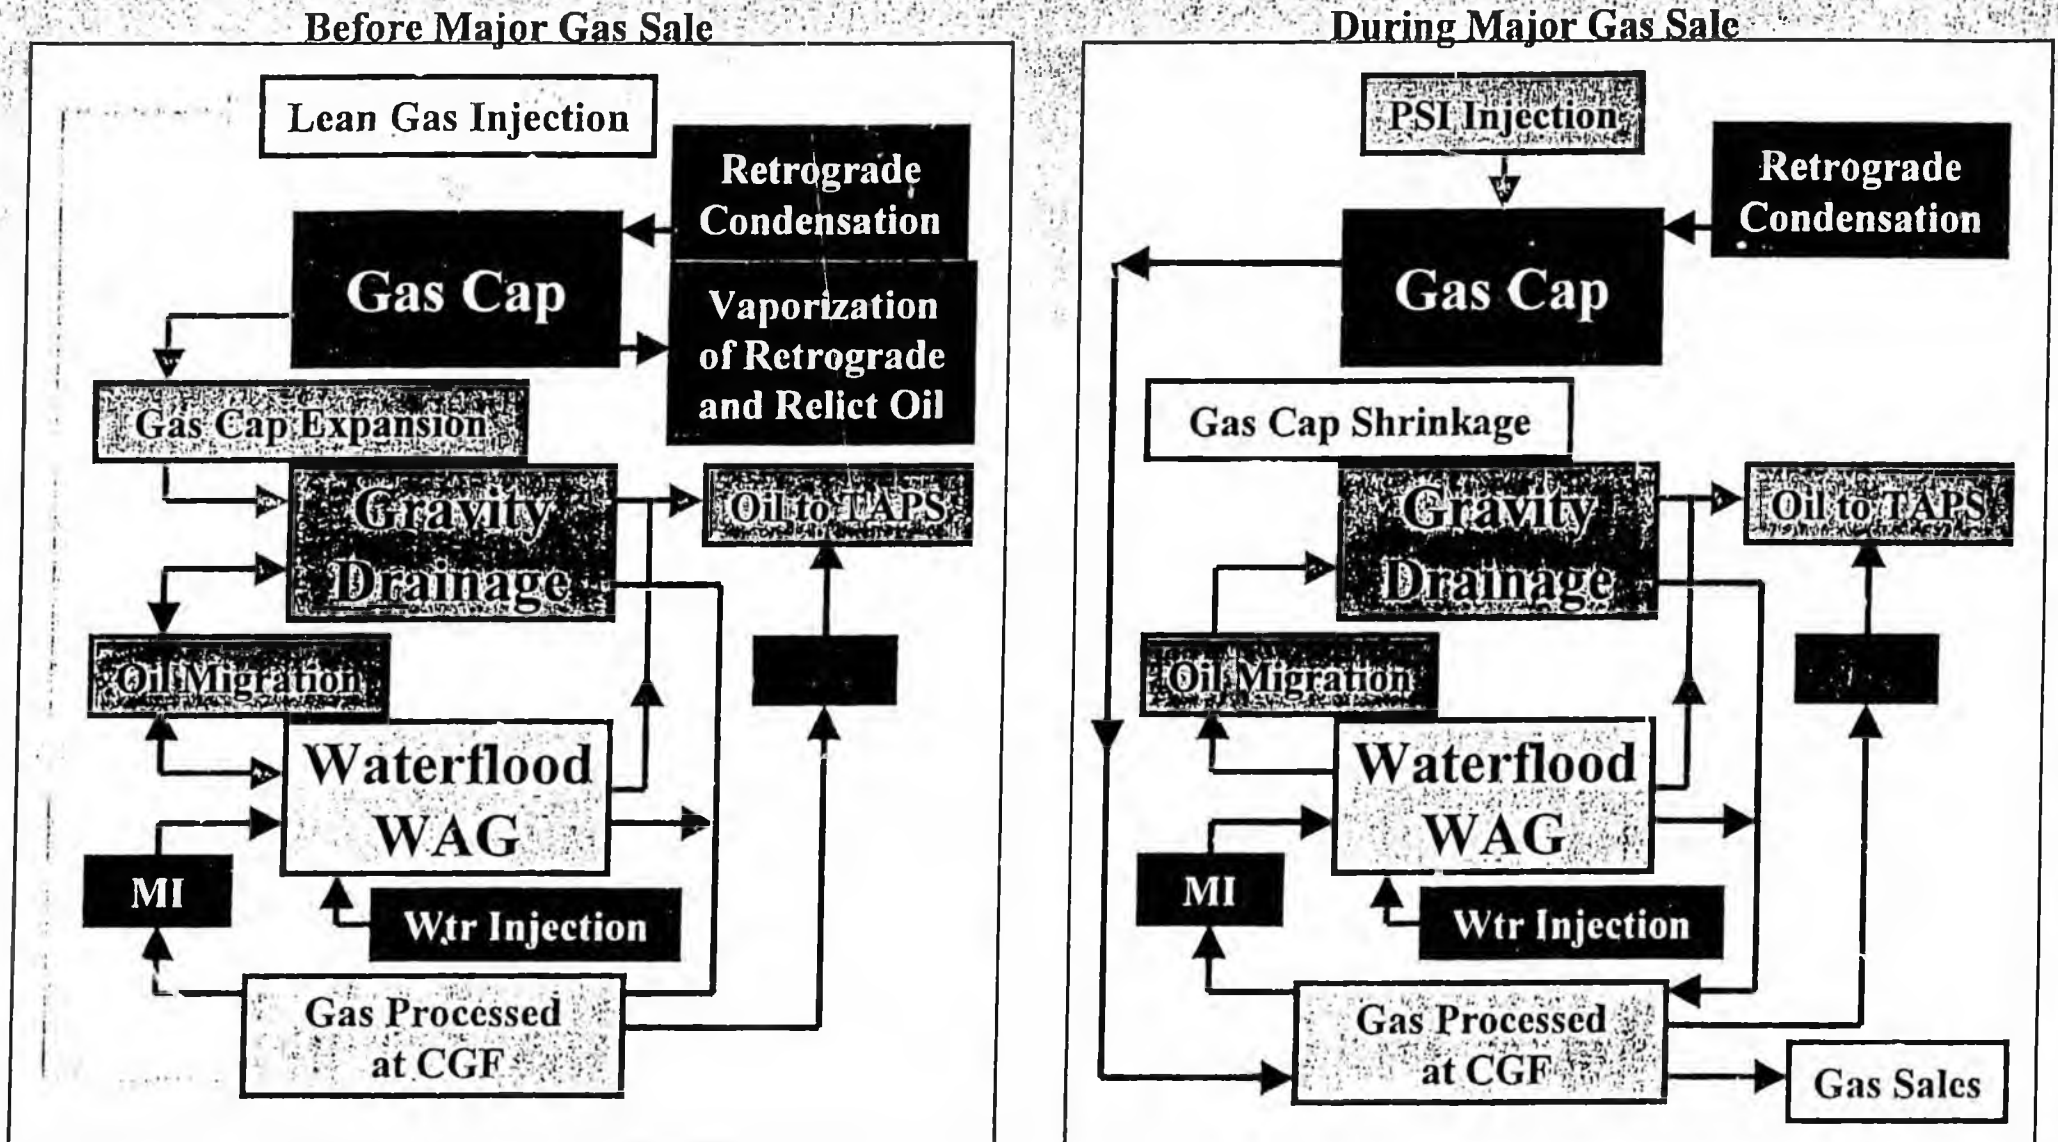 Before Major Gas Sale
Lean Gas Injection
Retrograde
Condensation
Gas Cap
Vaporization
of Retrograde
and Relict Oil
Gas Cap Expansion
Gravity
Drainage
Oil to TAPS
Oil Migration
Waterflood
WAG
MI
Wtr Injection
Gas Processed
at CGF
During Major Gas Sale
PSI Injection
Retrograde
Condensation
Gas Cap
Gas Cap Shrinkage
Gravity
Drainage
Oil to TAPS
Oil Migration
Waterflood
WAG
MI
Wtr Injection
Gas Processed
at CGF
Gas Sales